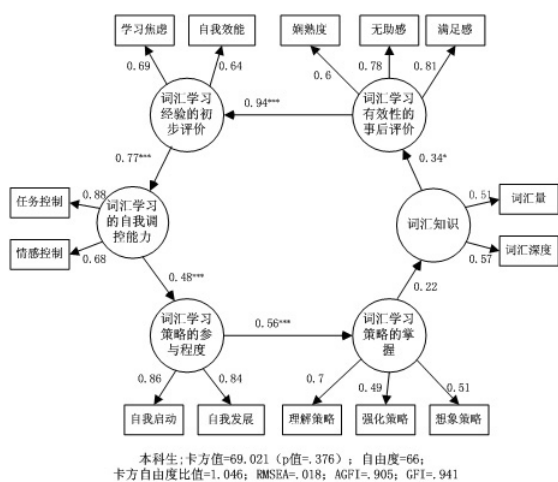 学习焦虑
自我效能
娴熟度
无助感
满足感
0.69
0.64
0.6
0.78
0.81
词汇学习
经验的初
步评价
0.94***
词汇学习
有效性的
事后评价
0.77***
0.34*
任务控制
0.88
情感控制
0.68
词汇学习
的自我调
控能力
词汇知识
0.51
词汇量
0.57
词汇深度
0.48***
0.22
词汇学习
策略的参
与程度
0.56***
词汇学习
策略的掌
握
0.86
0.84
0.7
0.49
0.51
自我启动
自我发展
理解策略
强化策略
想象策略
本科生:卡方值=69.021（p值=.376）；自由度=66;
卡方自由度比值=1.046; RMSEA=.018; AGFI=.905; GFI=.941